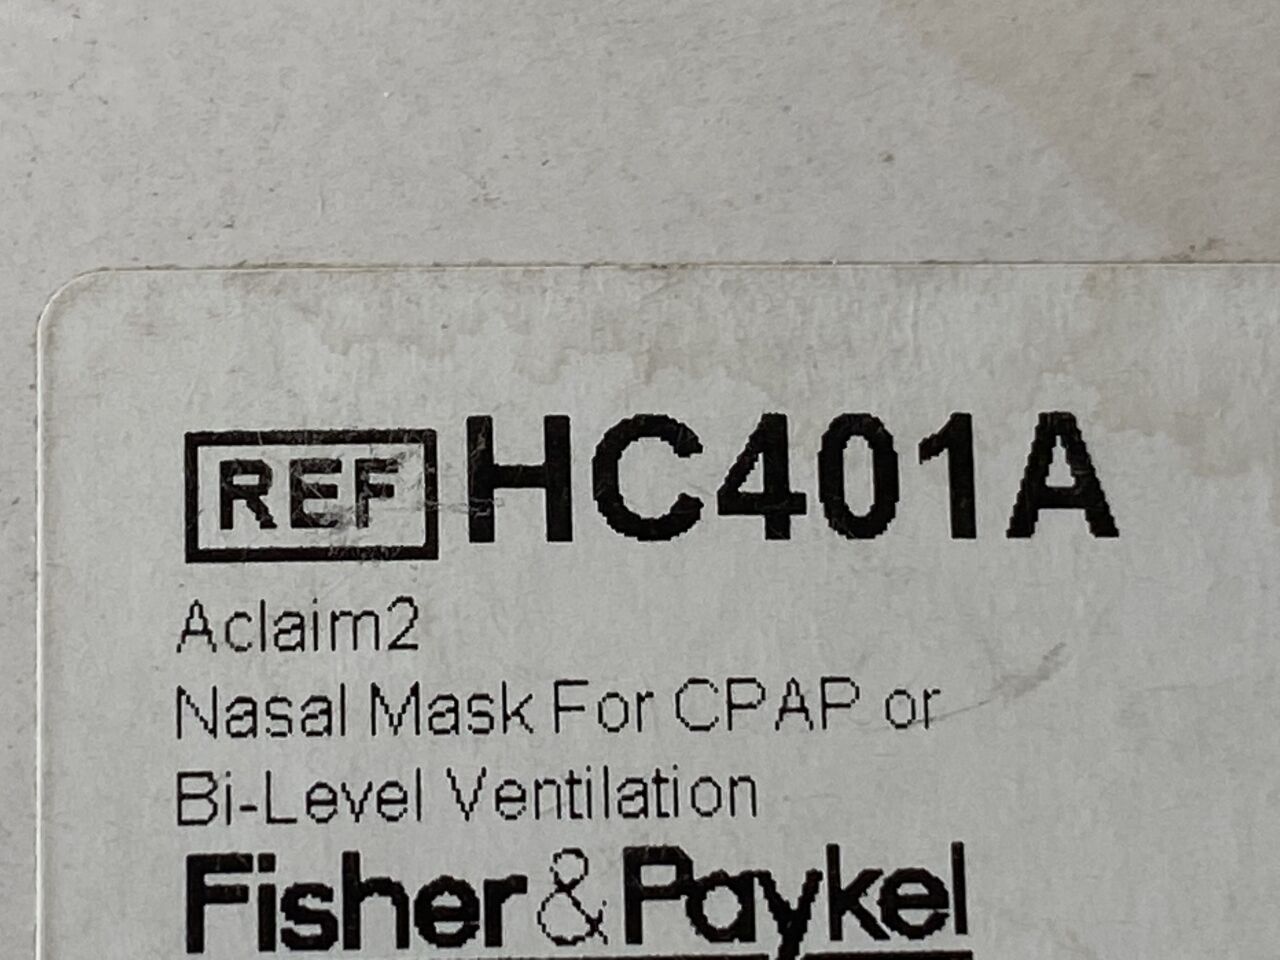 REF HC401A
Aclaim2
Nasal Mask For CPAP or
Bi-Level Ventilation
Fisher&Paykel